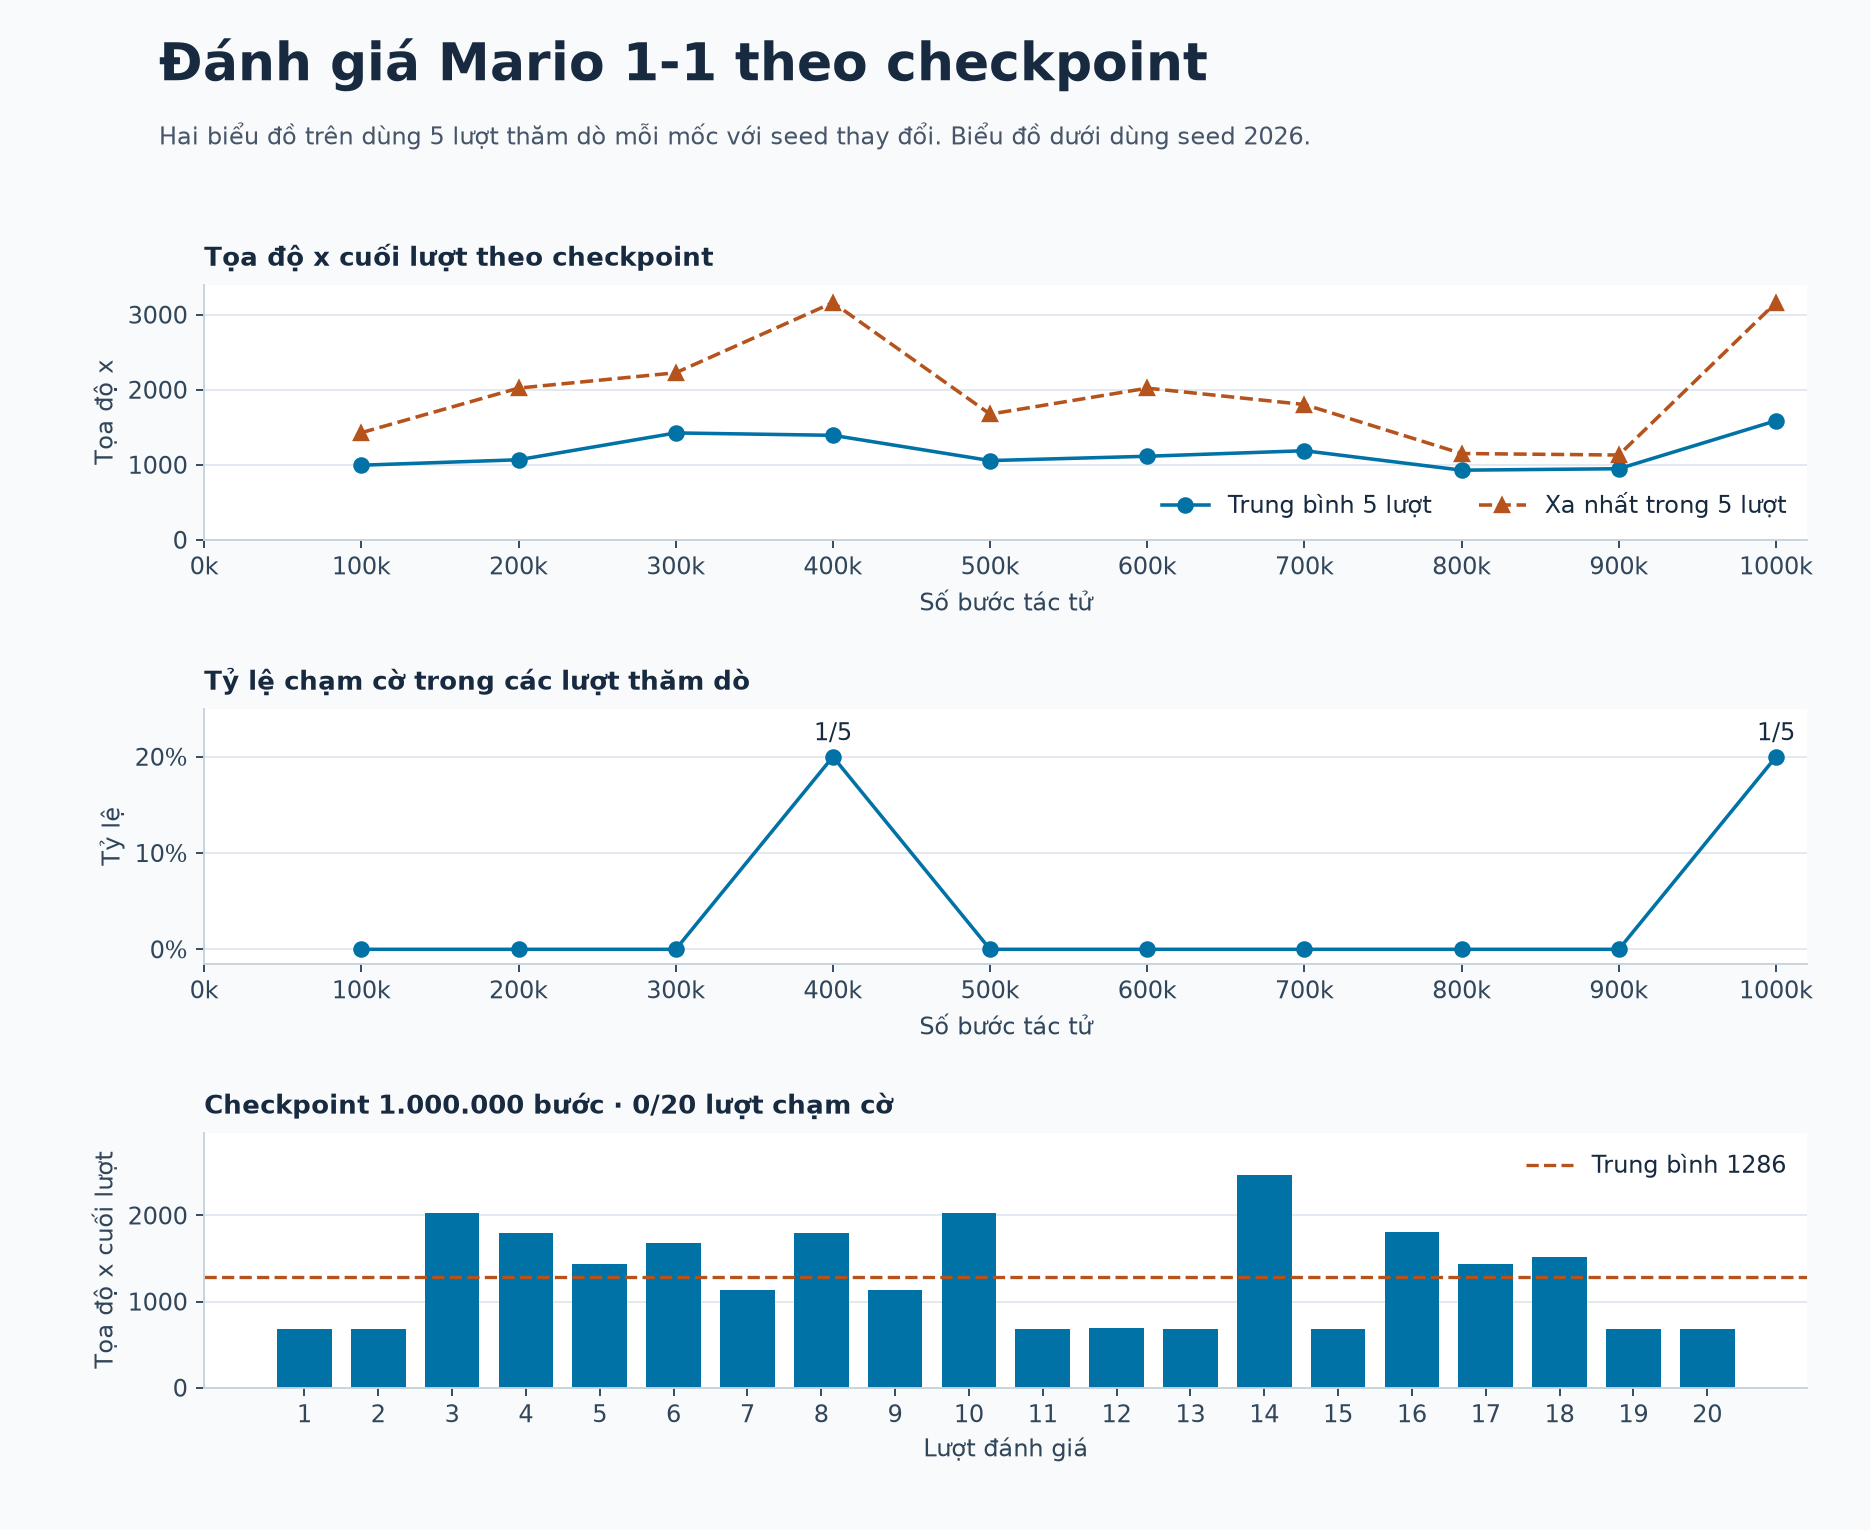 Đánh giá Mario 1-1 theo checkpoint
Hai biểu đồ trên dùng 5 lượt thăm dò mỗi mốc với seed thay đổi. Biểu đồ dưới dùng seed 2026.
Tọa độ x cuối lượt theo checkpoint
Tọa độ x
3000
2000
1000
0
Trung bình 5 lượt
Xa nhất trong 5 lượt
0k 100k 200k 300k 400k 500k 600k 700k 800k 900k 1000k
Số bước tác tử
Tỷ lệ chạm cờ trong các lượt thăm dò
Tỷ lệ
1/5 1/5
20%
10%
0%
0k 100k 200k 300k 400k 500k 600k 700k 800k 900k 1000k
Số bước tác tử
Checkpoint 1.000.000 bước · 0/20 lượt chạm cờ
Tọa độ x cuối lượt
Trung bình 1286
2000
1000
0
1 2 3 4 5 6 7 8 9 10 11 12 13 14 15 16 17 18 19 20
Lượt đánh giá